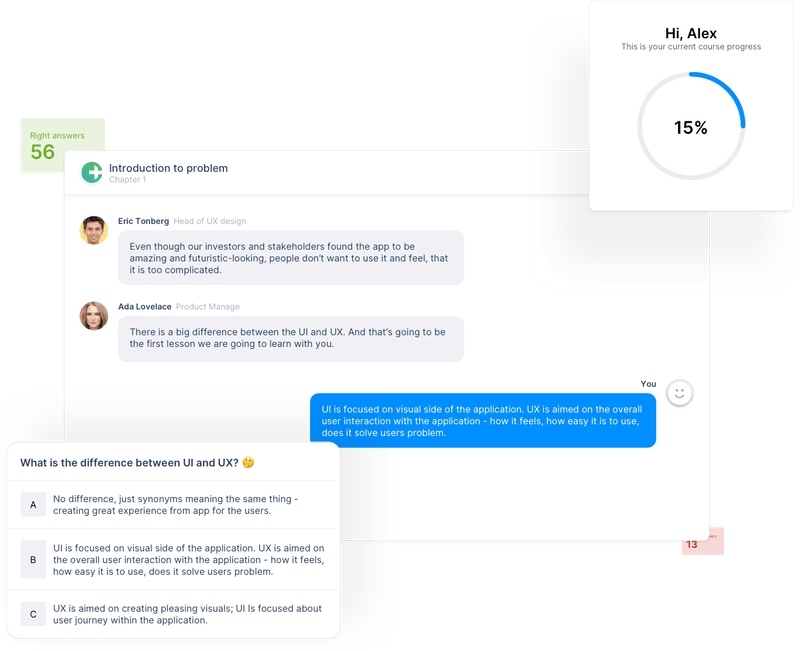 Hi, Alex
This is your current course progress
15%
Right answers
56
Introduction to problem
Chapter 1
Eric Tonberg Head of UX design
Even though our investors and stakeholders found the app to be
amazing and futuristic-looking, people don't want to use it and feel, that
it is too complicated.
Ada Lovelace Product Manage
There is a big difference between the UI and UX. And that's going to be
the first lesson we are going to learn with you.
You
UI is focused on visual side of the application. UX is aimed on the overall
user interaction with the application - how it feels, how easy it is to use,
does it solve users problem.
What is the difference between UI and UX? 🤔
A
No difference, just synonyms meaning the same thing -
creating great experience from app for the users.
B
UI is focused on visual side of the application. UX is aimed on
the overall user interaction with the application - how it feels,
how easy it is to use, does it solve users problem.
C
UX is aimed on creating pleasing visuals; UI Is focused about
user journey within the application.
13